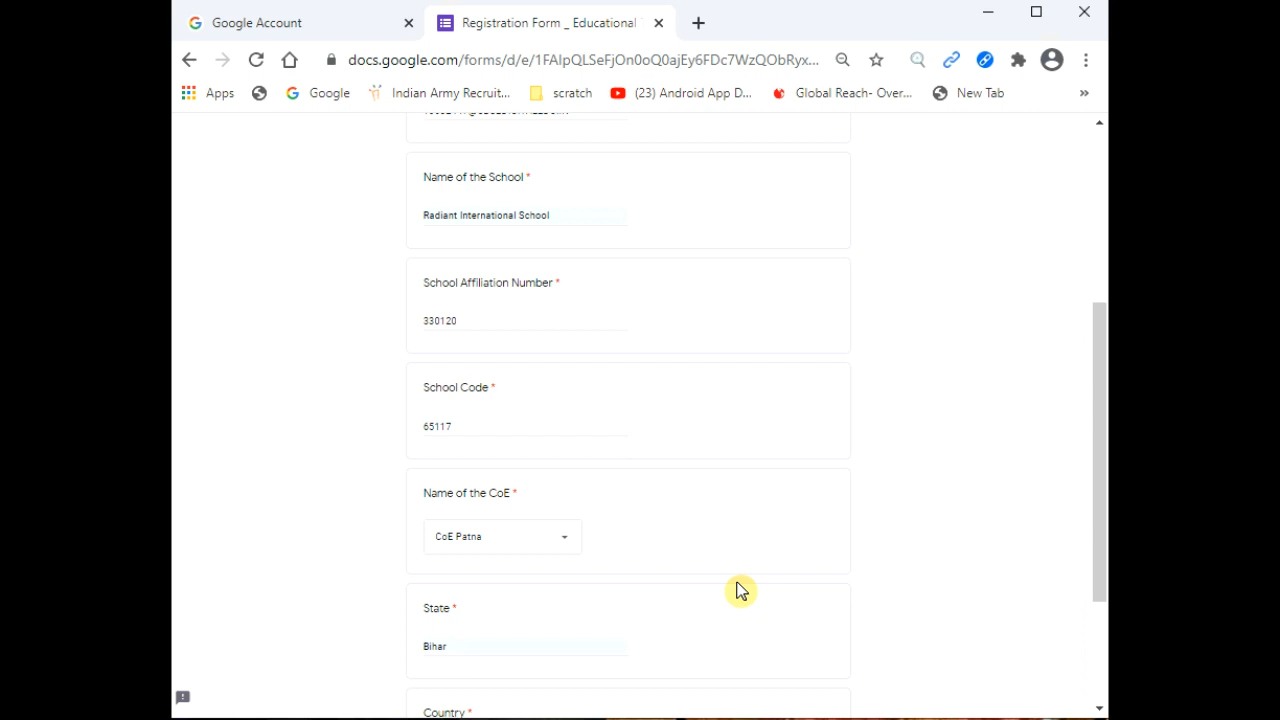 Google Account
Registration Form _ Educational
docs.google.com/forms/d/e/1FAIpQLSeFjOn0oQ0ajEy6FDc7WzQObRyx...
Apps
Google
Indian Army Recruit...
scratch
(23) Android App D...
Global Reach- Over...
New Tab
»
Name of the School *
Radiant International School
School Affiliation Number *
330120
School Code *
65117
Name of the CoE *
CoE Patna
State *
Bihar
Country *